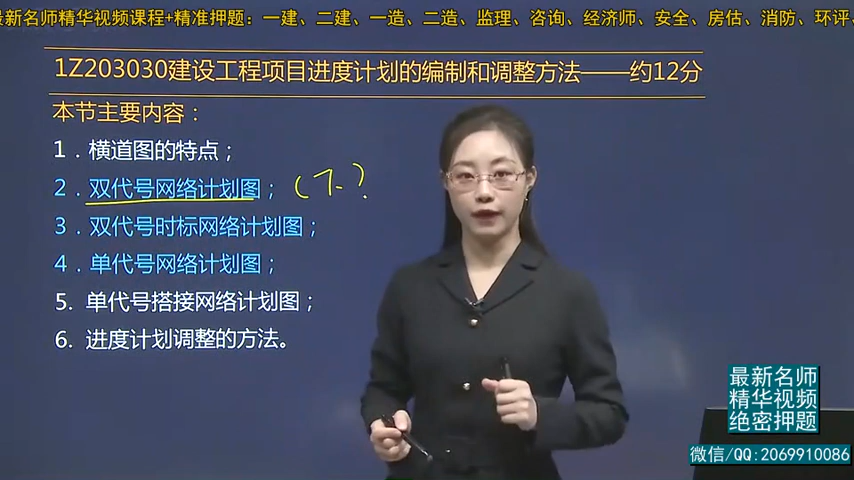 最新名师精华视频课程+精准押题：一建、二建、一造、二造、监理、咨询、经济师、安全、房估、消防、环评、
1Z203030建设工程项目进度计划的编制和调整方法——约12分
本节主要内容：
1．横道图的特点；
2．双代号网络计划图；
3．双代号时标网络计划图；
4．单代号网络计划图；
5. 单代号搭接网络计划图；
6. 进度计划调整的方法。
最新名师
精华视频
绝密押题
微信/QQ:2069910086